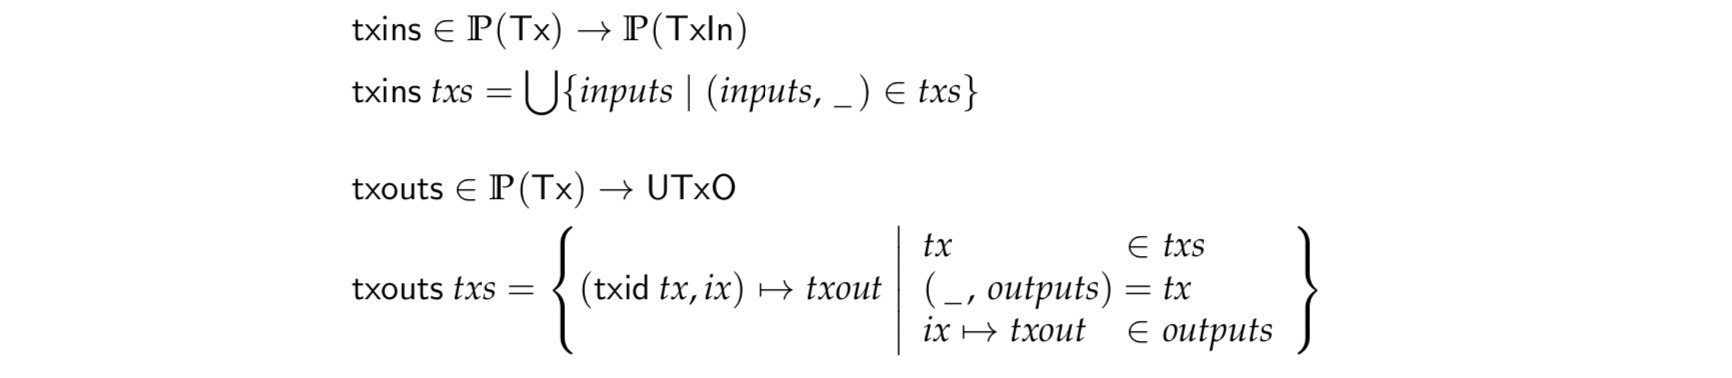 txins ∈ ℙ(Tx) → ℙ(TxIn)
txins txs = ⋃{inputs | (inputs, _ ) ∈ txs}
txouts ∈ ℙ(Tx) → UTxO
txouts txs = { (txid tx, ix) ↦ txout | tx ∈ txs
( _, outputs) = tx
ix ↦ txout ∈ outputs }